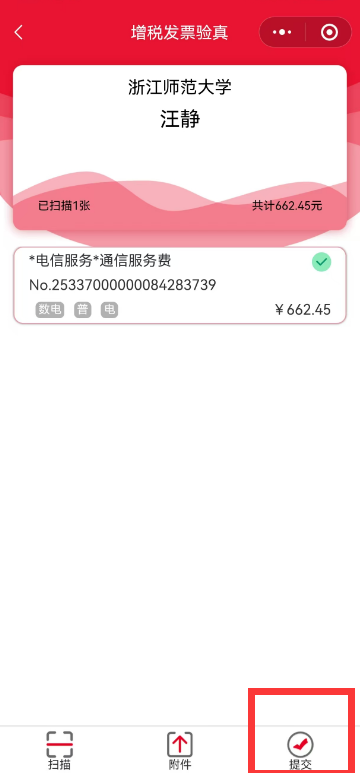 增税发票验真
浙江师范大学
汪静
已扫描1张
共计662.45元
*电信服务*通信服务费
No.25337000000084283739
数电 普 电
￥662.45
扫描
附件
提交